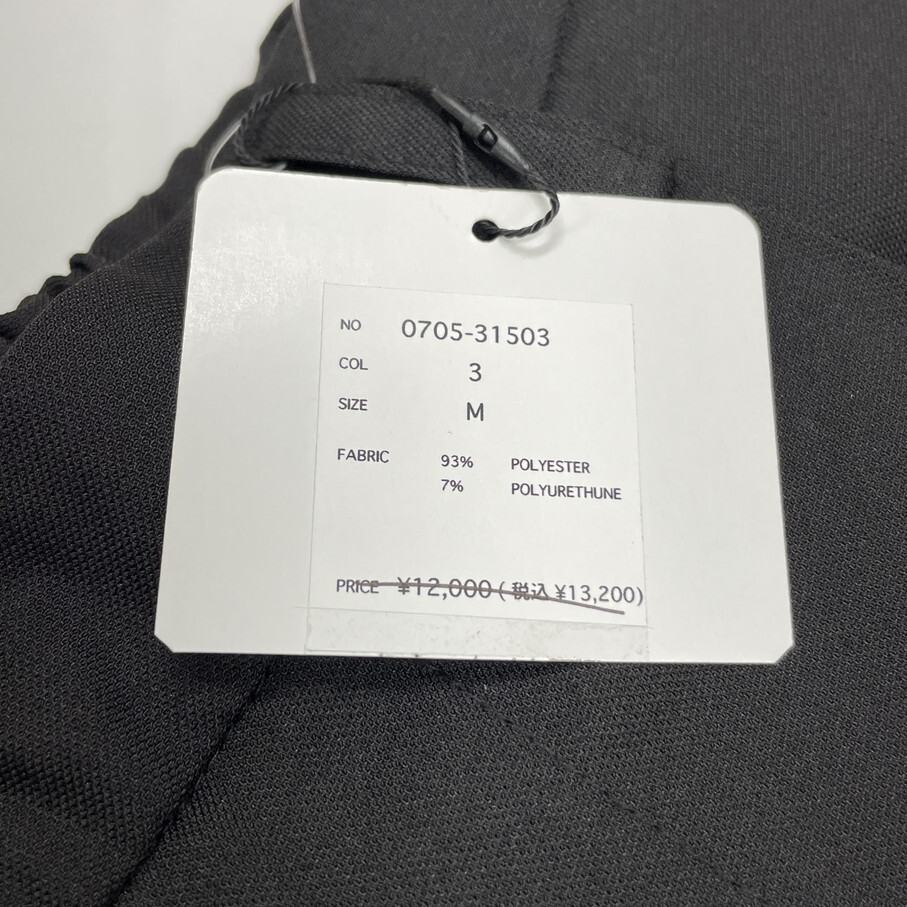 NO 0705-31503
COL 3
SIZE M
FABRIC 93% POLYESTER
7% POLYURETHUNE
PRICE ¥12,000 ( 税込 ¥13,200)